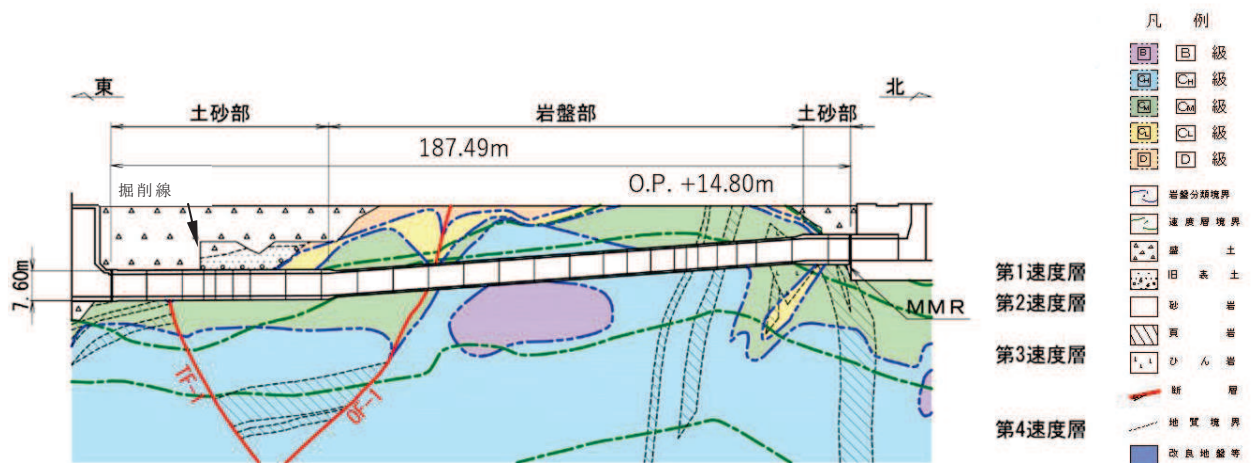 東
北
土砂部
岩盤部
土砂部
187.49m
掘削線
O.P. +14.80m
7.60m
MMR
TF-1
OF-1
第1速度層
第2速度層
第3速度層
第4速度層
凡 例
B B 級
CH CH 級
CM CM 級
CL CL 級
D D 級
岩盤分類境界
速度層境界
盛 土
旧表土
砂 岩
頁 岩
ひ ん 岩
断 層
地質境界
改良地盤等